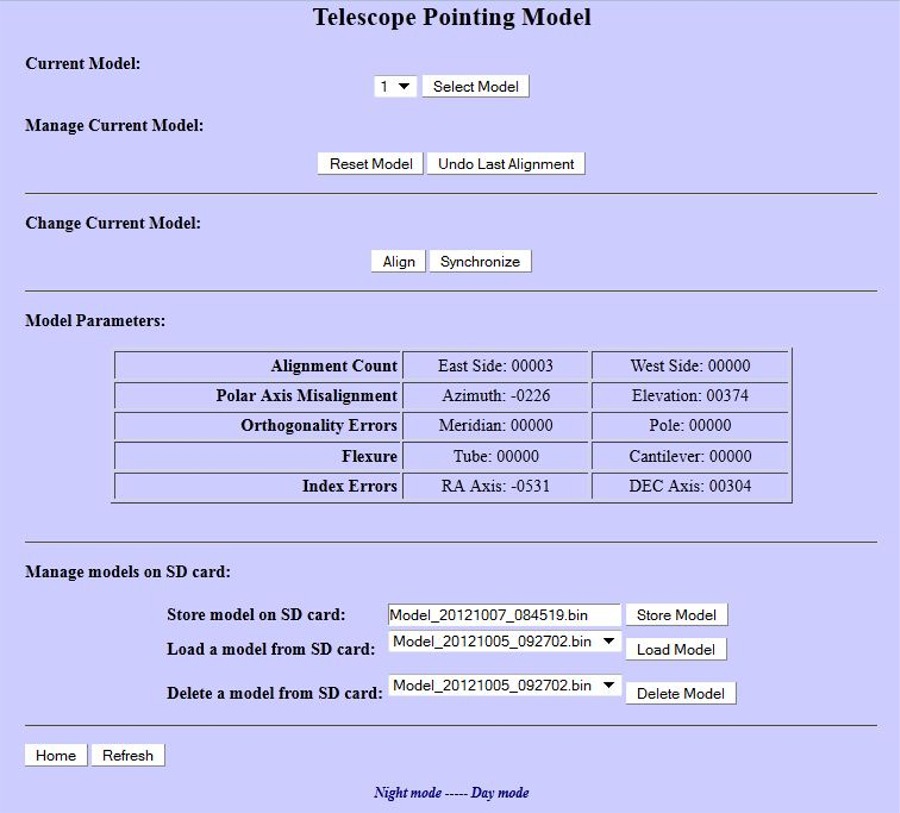 Telescope Pointing Model
Current Model:
1 Select Model
Manage Current Model:
Reset Model Undo Last Alignment
Change Current Model:
Align Synchronize
Model Parameters:
Alignment Count East Side: 00003 West Side: 00000
Polar Axis Misalignment Azimuth: -0226 Elevation: 00374
Orthogonality Errors Meridian: 00000 Pole: 00000
Flexure Tube: 00000 Cantilever: 00000
Index Errors RA Axis: -0531 DEC Axis: 00304
Manage models on SD card:
Store model on SD card: Model_20121007_084519.bin Store Model
Load a model from SD card: Model_20121005_092702.bin Load Model
Delete a model from SD card: Model_20121005_092702.bin Delete Model
Home Refresh
Night mode ----- Day mode